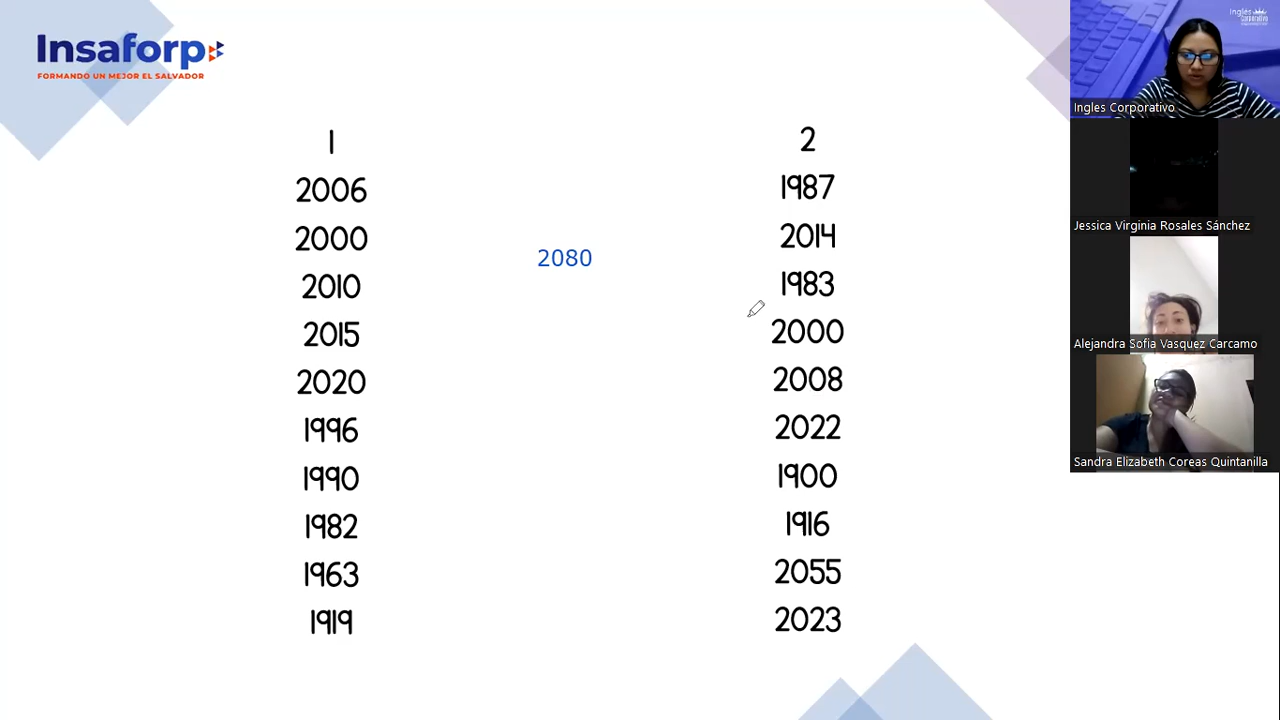 Insaforp
FORMANDO UN MEJOR EL SALVADOR
1
2006
2000
2010
2015
2020
1996
1990
1982
1963
1919
2080
2
1987
2014
1983
2000
2008
2022
1900
1916
2055
2023
Inglés
Corporativo
Ingles Corporativo
Jessica Virginia Rosales Sánchez
Alejandra Sofia Vasquez Carcamo
Sandra Elizabeth Coreas Quintanilla